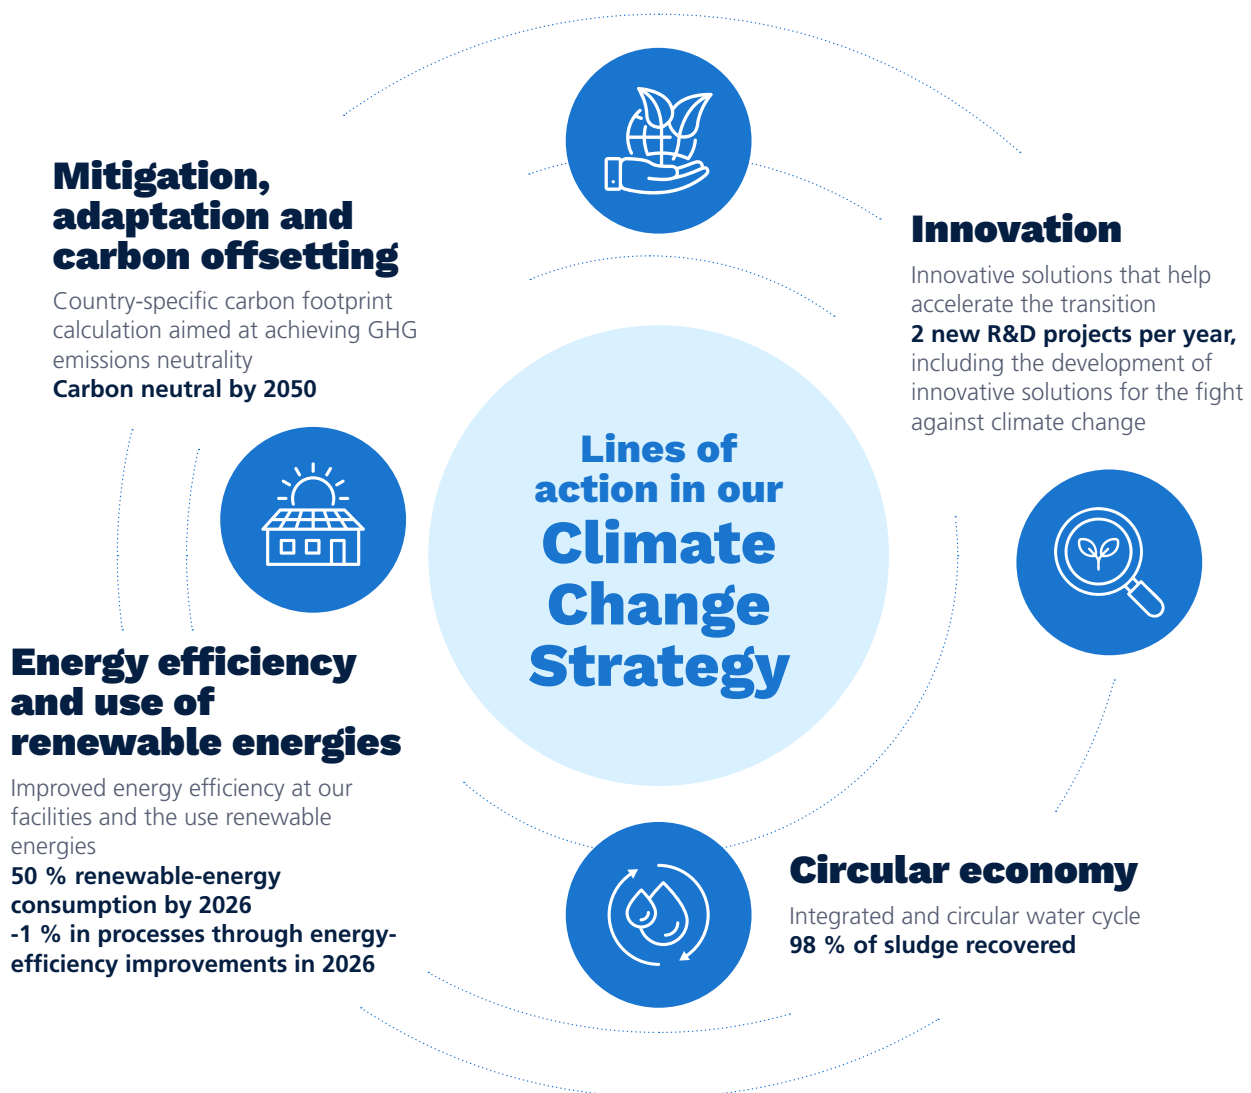 Mitigation,
adaptation and
carbon offsetting
Country-specific carbon footprint
calculation aimed at achieving GHG
emissions neutrality
Carbon neutral by 2050
Innovation
Innovative solutions that help
accelerate the transition
2 new R&D projects per year,
including the development of
innovative solutions for the fight
against climate change
Lines of
action in our
Climate
Change
Strategy
Energy efficiency
and use of
renewable energies
Improved energy efficiency at our
facilities and the use renewable
energies
50 % renewable-energy
consumption by 2026
-1 % in processes through energy-
efficiency improvements in 2026
Circular economy
Integrated and circular water cycle
98 % of sludge recovered